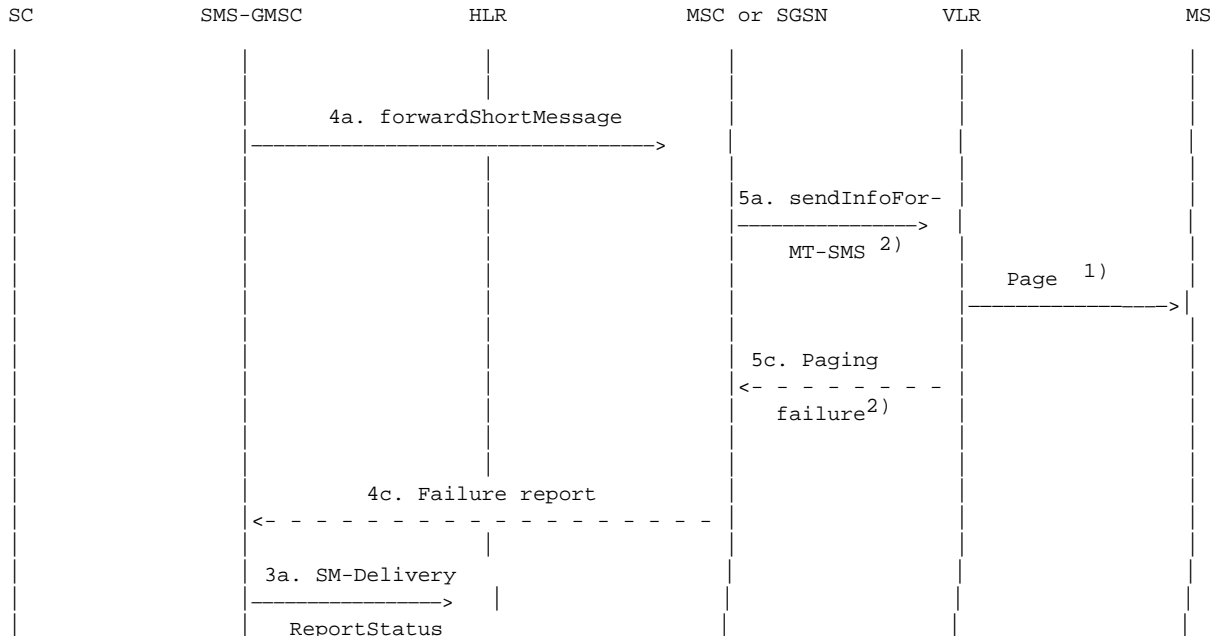 SC SMS-GMSC HLR MSC or SGSN VLR MS
4a. forwardShortMessage
5a. sendInfoFor-
MT-SMS 2)
Page 1)
5c. Paging
failure2)
4c. Failure report
3a. SM-Delivery
ReportStatus